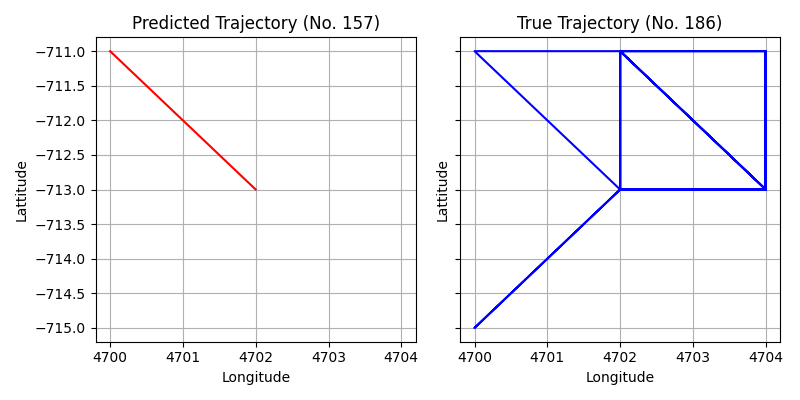 Predicted Trajectory (No. 157)
True Trajectory (No. 186)
−711.0
−711.5
−712.0
−712.5
−713.0
−713.5
−714.0
−714.5
−715.0
Lattitude
Lattitude
4700 4701 4702 4703 4704
4700 4701 4702 4703 4704
Longitude
Longitude